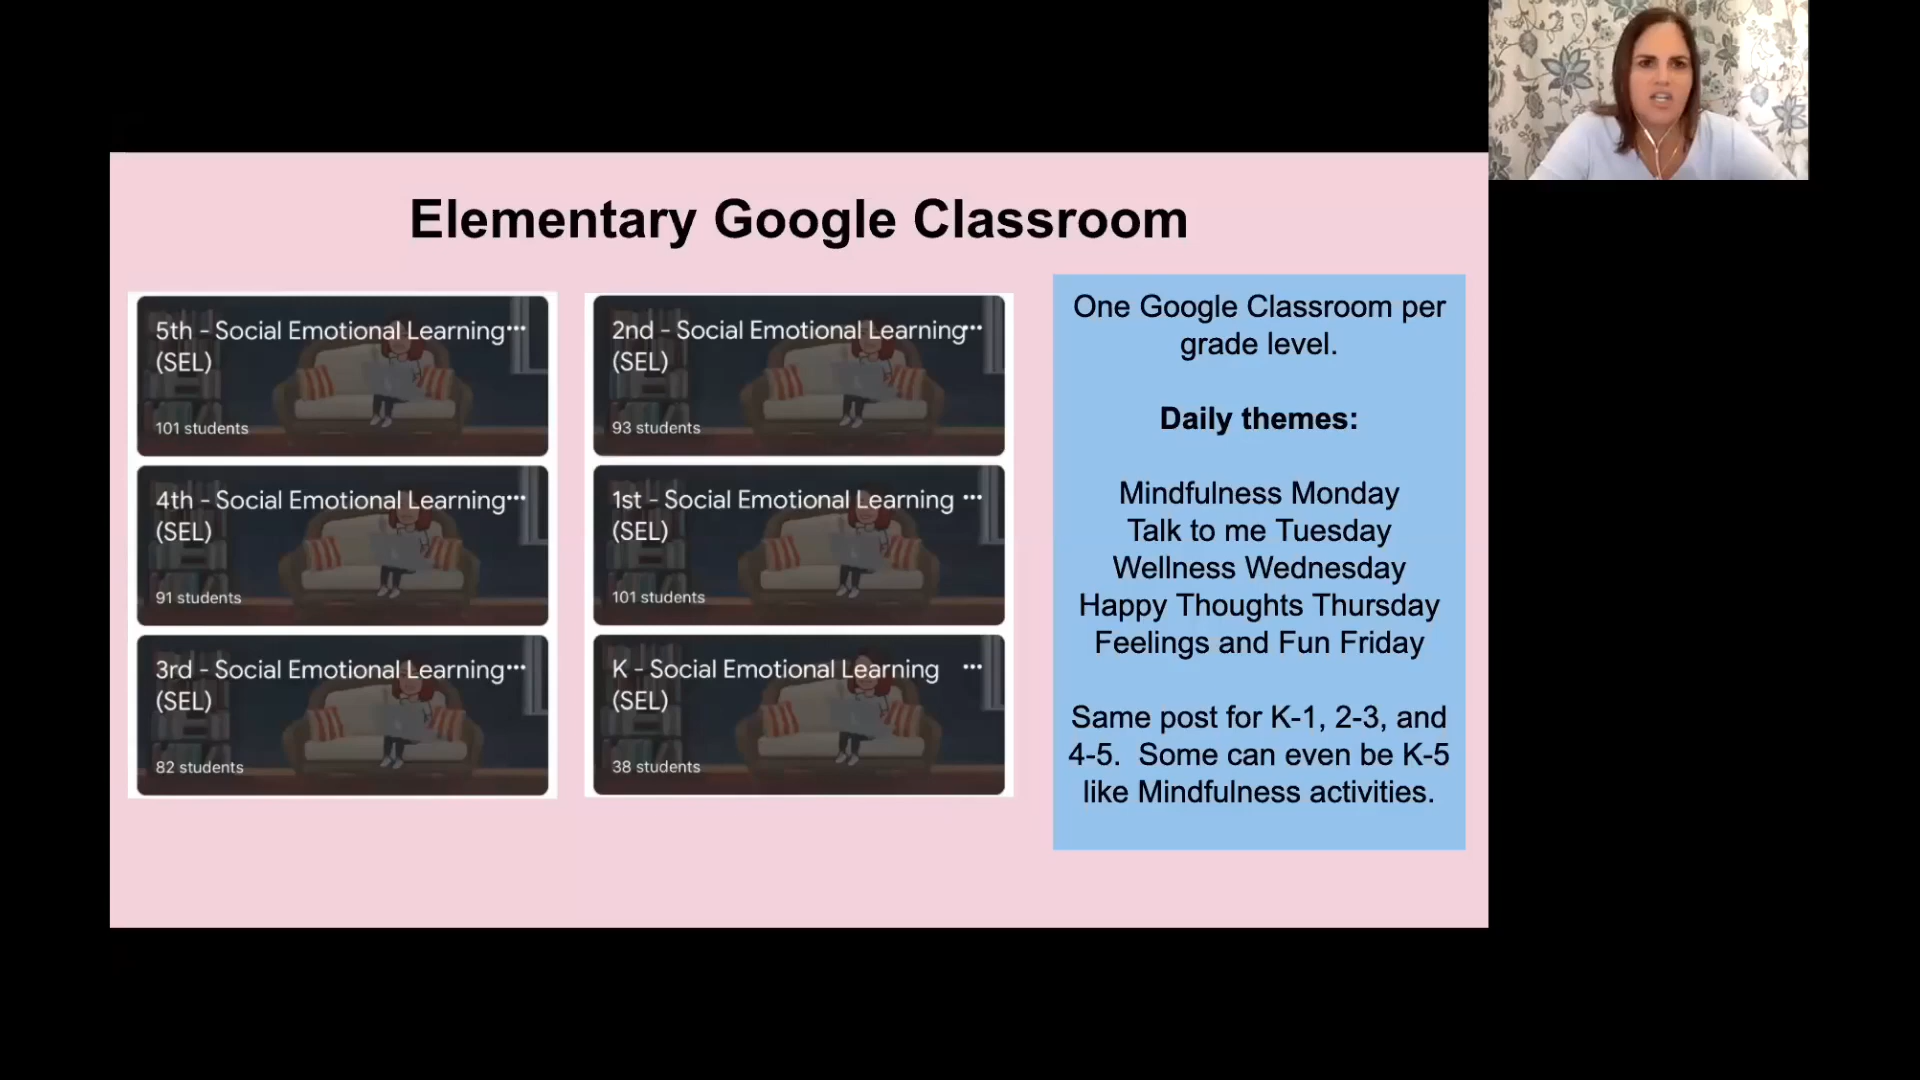 Elementary Google Classroom
5th - Social Emotional Learning
(SEL)
101 students
4th - Social Emotional Learning
(SEL)
91 students
3rd - Social Emotional Learning
(SEL)
82 students
2nd - Social Emotional Learning
(SEL)
93 students
1st - Social Emotional Learning
(SEL)
101 students
K - Social Emotional Learning
(SEL)
38 students
One Google Classroom per
grade level.
Daily themes:
Mindfulness Monday
Talk to me Tuesday
Wellness Wednesday
Happy Thoughts Thursday
Feelings and Fun Friday
Same post for K-1, 2-3, and
4-5.  Some can even be K-5
like Mindfulness activities.